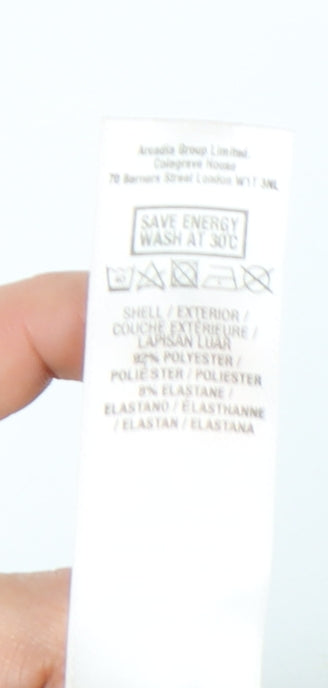 Arcadia Group Limited.
Colegrave House
70 Berners Street London W1T 3NL
SAVE ENERGY
WASH AT 30°C
SHELL / EXTERIOR /
COUCHE EXTÉRIEURE /
LAPISAN LUAR
92% POLYESTER /
POLIÉSTER / POLIESTER
8% ELASTANE /
ELASTANO / ÉLASTHANNE
/ ELASTAN / ELASTANA